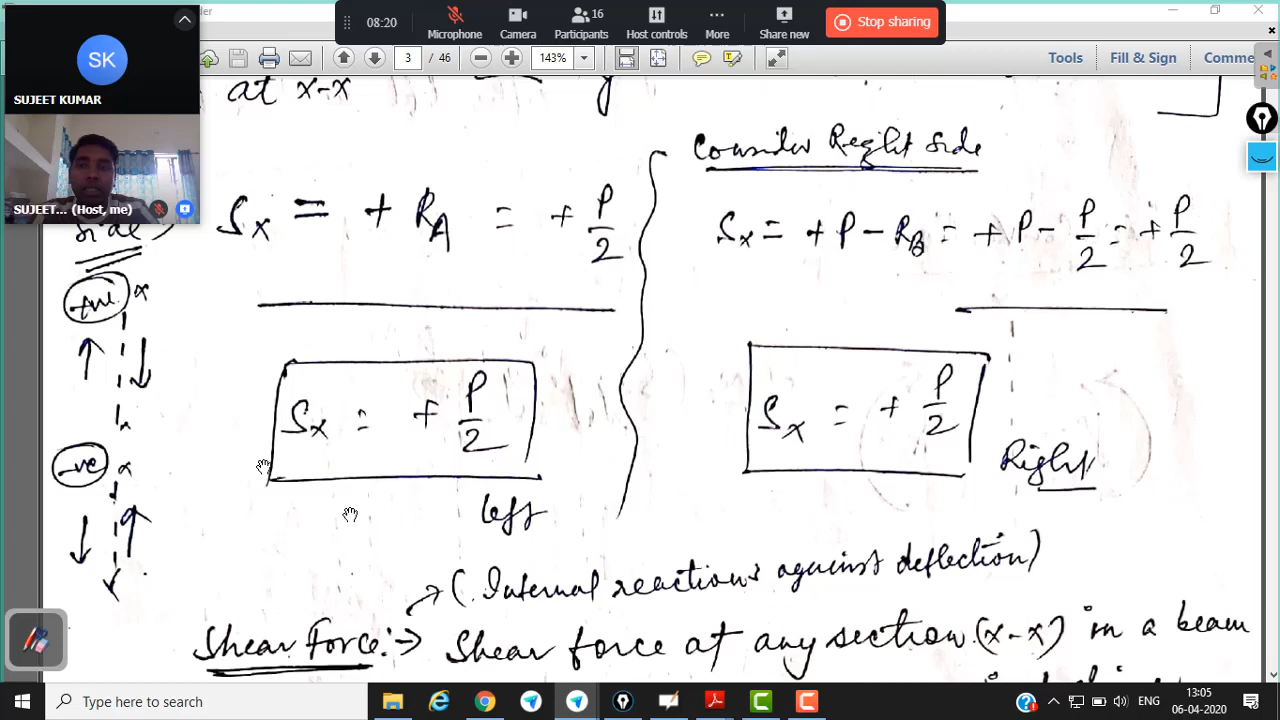 08:20
Microphone
Camera
16
Participants
Host controls
More
Share new
Stop sharing
SK
SUJEET KUMAR
SUJEET... (Host, me)
3 / 46
143%
Tools
Fill & Sign
Comme
at x-x
Consider Right Side
side)
Sx = + RA = + P/2
Sx = + P - RB = + P - P/2 = + P/2
+ve x
x
Sx = + P/2
Sx = + P/2
Right
-ve x
left
(Internal reactions against deflection)
Shear Force :→ Shear force at any section (x-x) in a beam
Type here to search
ENG
13:05
06-04-2020